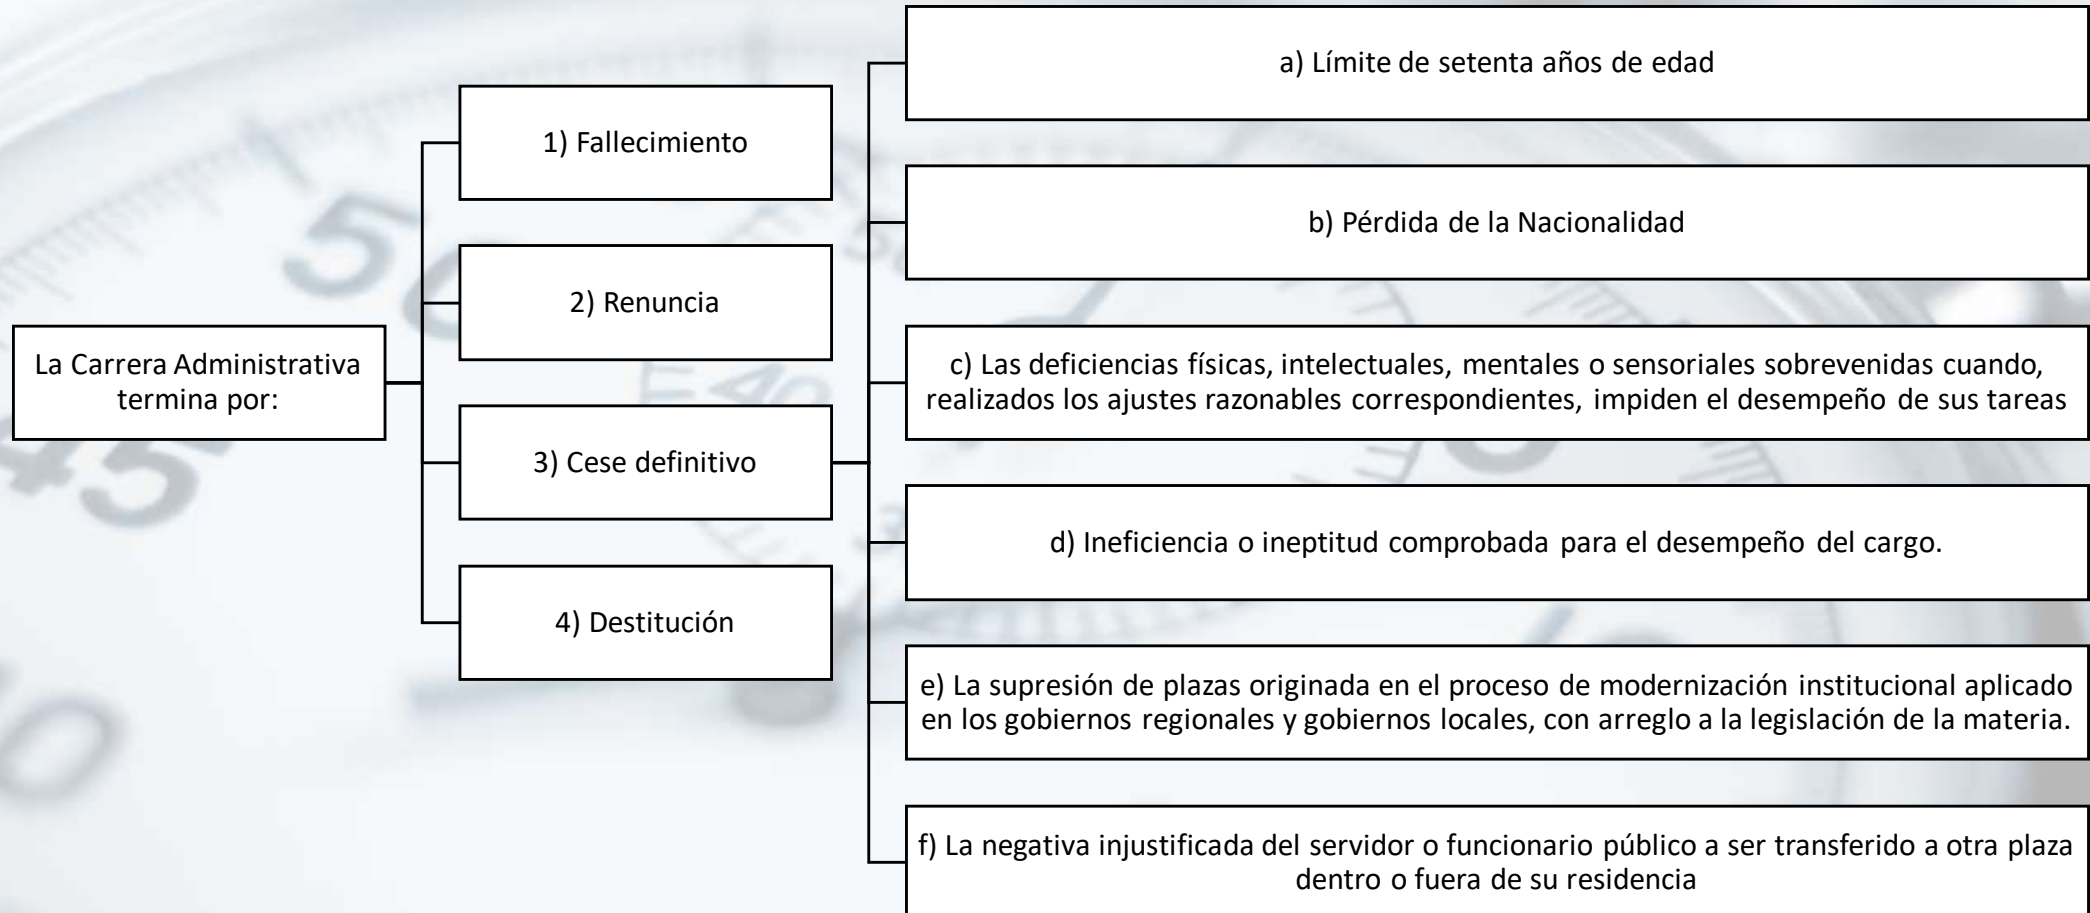 La Carrera Administrativa
termina por:
1) Fallecimiento
2) Renuncia
3) Cese definitivo
4) Destitución
a) Límite de setenta años de edad
b) Pérdida de la Nacionalidad
c) Las deficiencias físicas, intelectuales, mentales o sensoriales sobrevenidas cuando,
realizados los ajustes razonables correspondientes, impiden el desempeño de sus tareas
d) Ineficiencia o ineptitud comprobada para el desempeño del cargo.
e) La supresión de plazas originada en el proceso de modernización institucional aplicado
en los gobiernos regionales y gobiernos locales, con arreglo a la legislación de la materia.
f) La negativa injustificada del servidor o funcionario público a ser transferido a otra plaza
dentro o fuera de su residencia